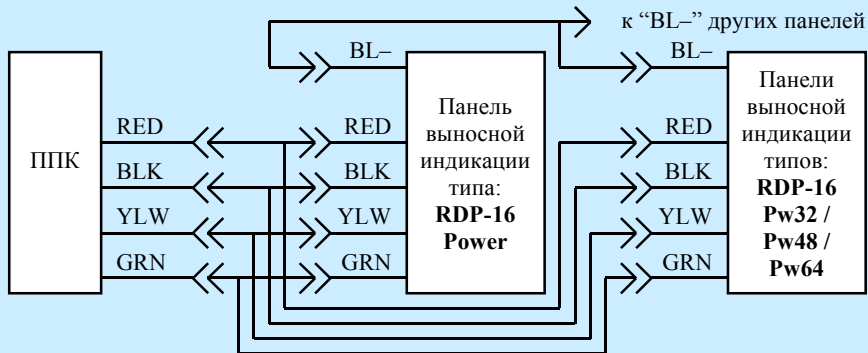 к “BL–” других панелей
BL–
BL–
ППК
RED
BLK
YLW
GRN
RED
BLK
YLW
GRN
Панель
выносной
индикации
типа:
RDP-16
Power
RED
BLK
YLW
GRN
Панели
выносной
индикации
типов:
RDP-16
Pw32 /
Pw48 /
Pw64